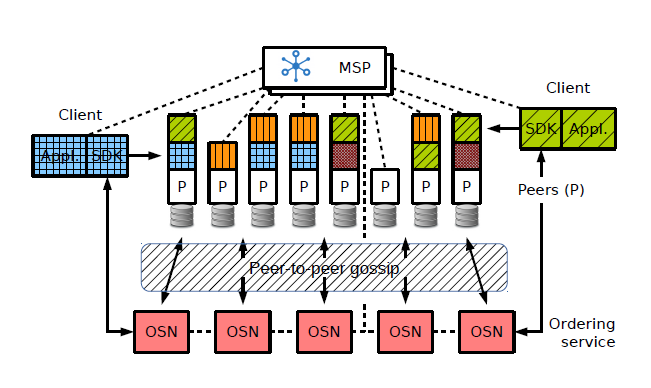 MSP
Client
Client
Appl. SDK
SDK Appl.
P P P P P P P P
Peers (P)
Peer-to-peer gossip
OSN OSN OSN OSN OSN
Ordering
service